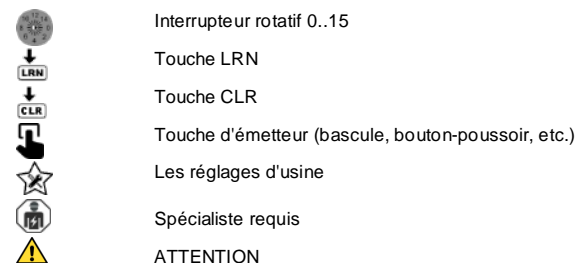 Interrupteur rotatif 0..15
LRN Touche LRN
CLR Touche CLR
Touche d'émetteur (bascule, bouton-poussoir, etc.)
Les réglages d'usine
Spécialiste requis
ATTENTION